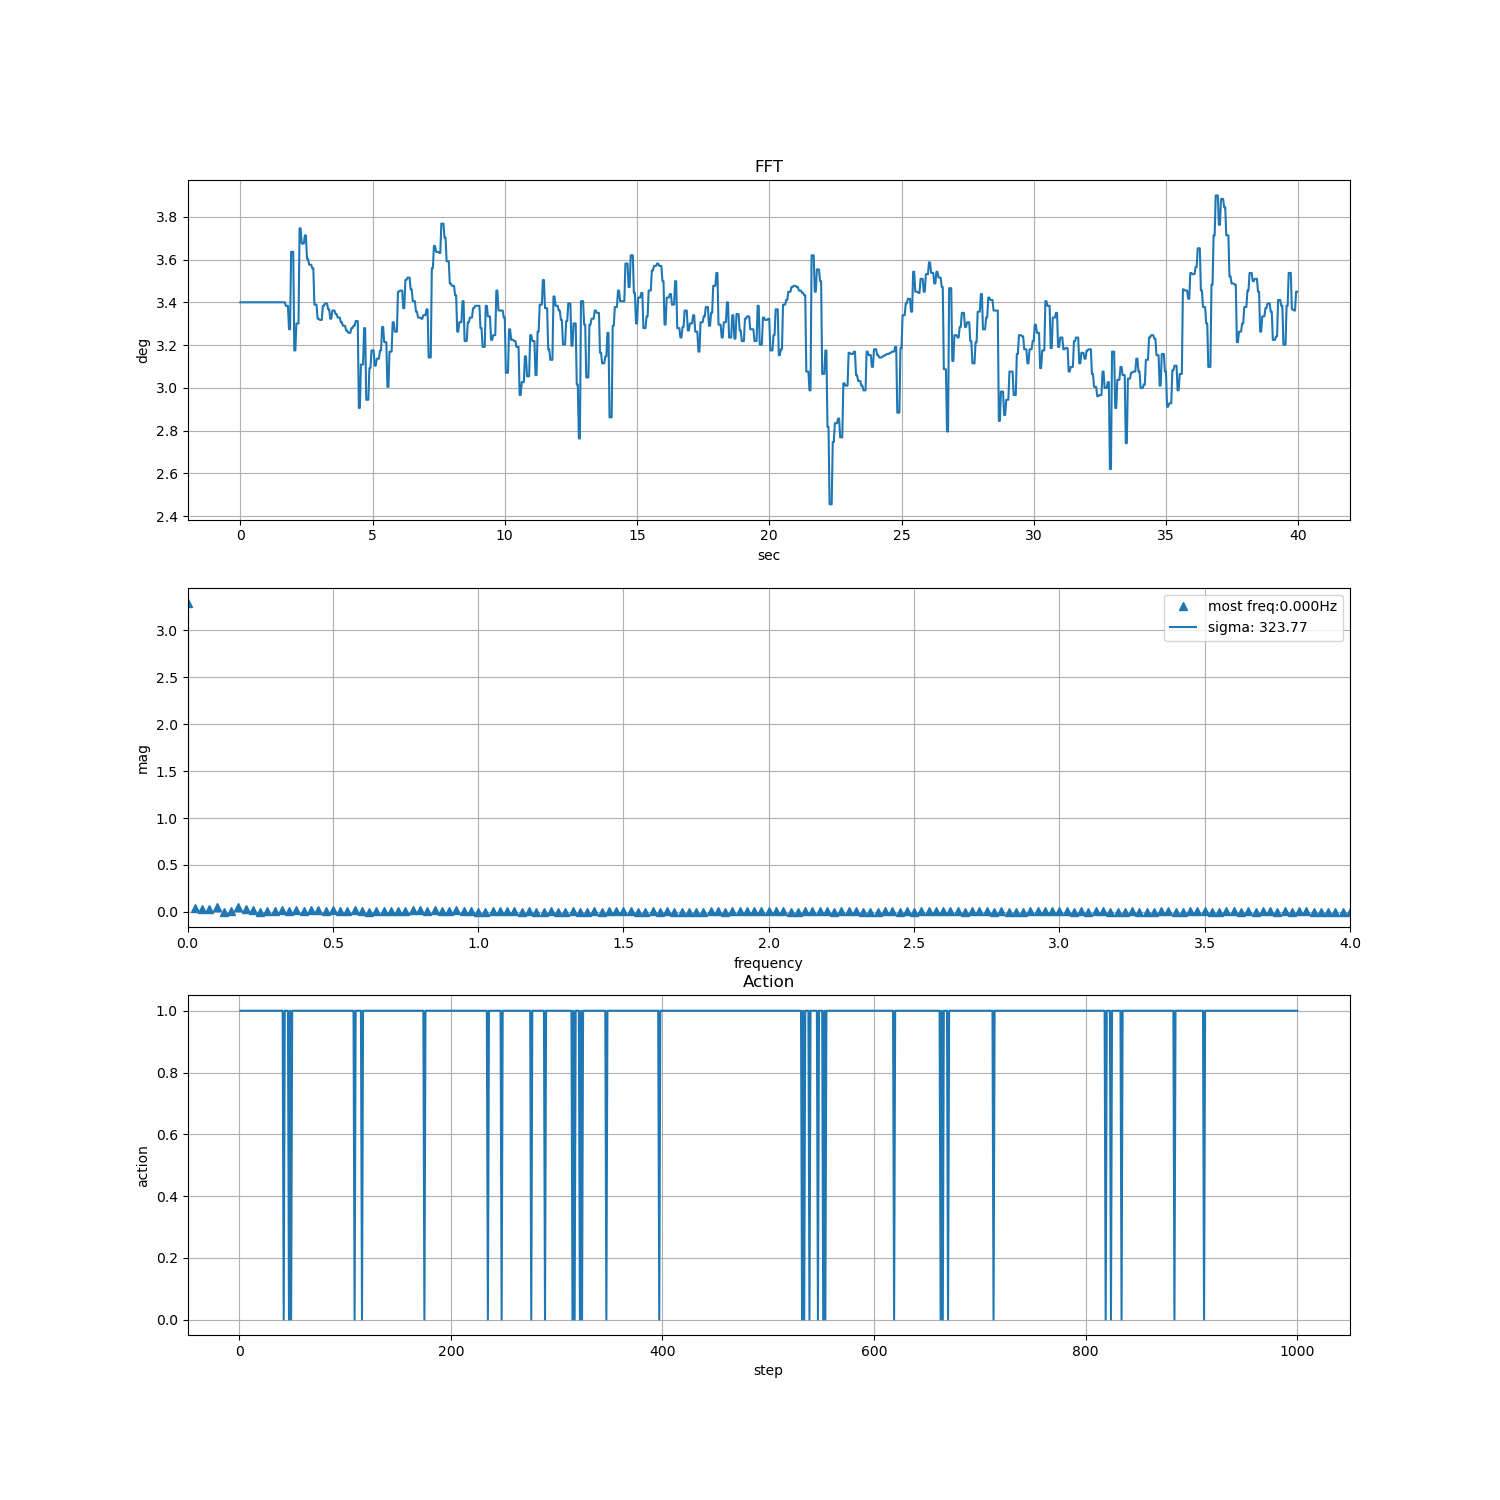 FFT
3.8
3.6
3.4
3.2
3.0
2.8
2.6
2.4
deg
0 5 10 15 20 25 30 35 40
sec
most freq:0.000Hz
sigma: 323.77
3.0
2.5
2.0
1.5
1.0
0.5
0.0
mag
0.0 0.5 1.0 1.5 2.0 2.5 3.0 3.5 4.0
frequency
Action
1.0
0.8
0.6
0.4
0.2
0.0
action
0 200 400 600 800 1000
step